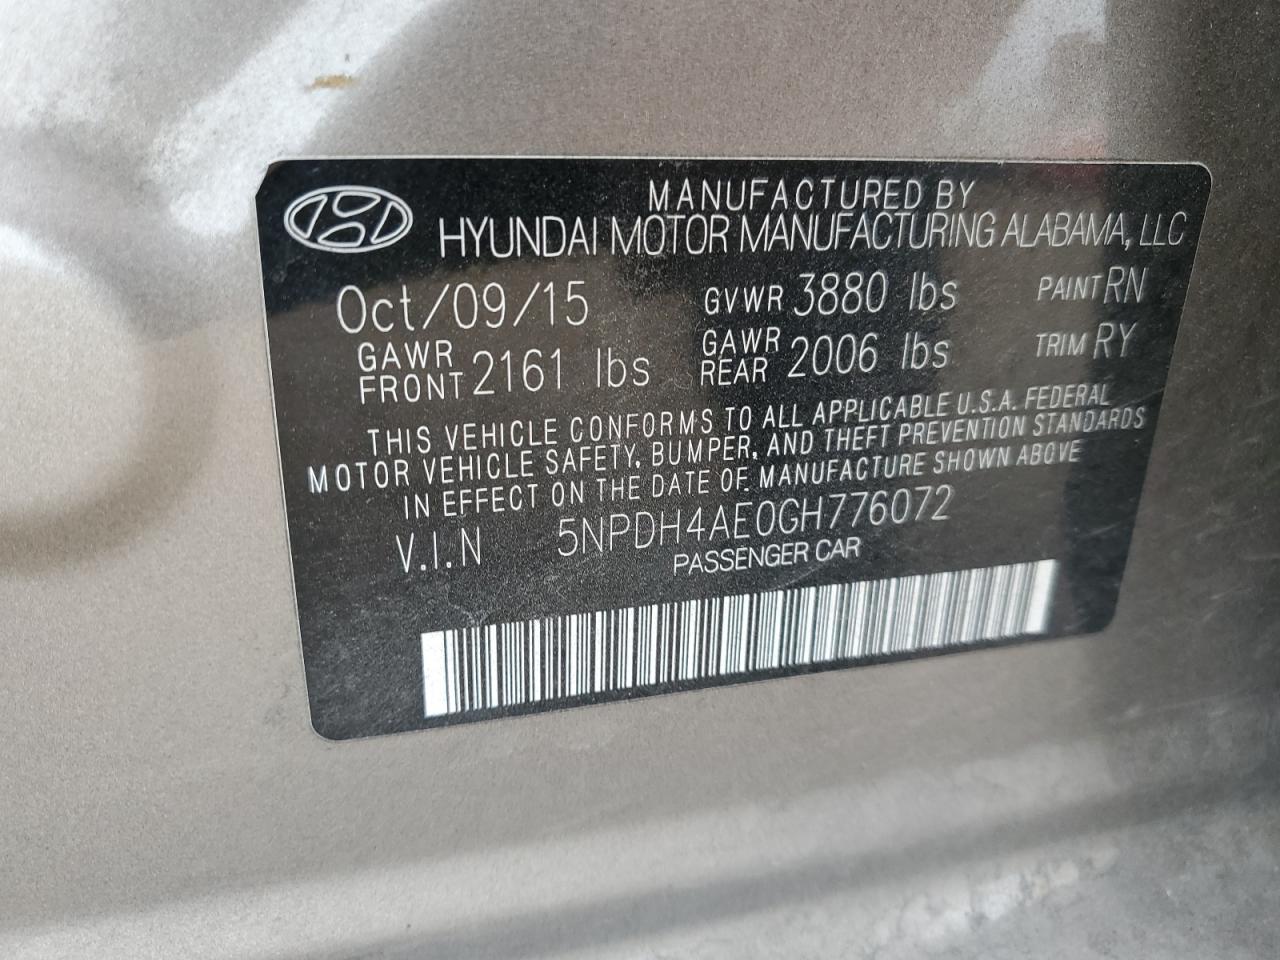 MANUFACTURED BY
HYUNDAI MOTOR MANUFACTURING ALABAMA, LLC
Oct/09/15 GVWR 3880 lbs PAINT RN
GAWR FRONT 2161 lbs GAWR REAR 2006 lbs TRIM RY
THIS VEHICLE CONFORMS TO ALL APPLICABLE U.S.A. FEDERAL
MOTOR VEHICLE SAFETY, BUMPER, AND THEFT PREVENTION STANDARDS
IN EFFECT ON THE DATE OF MANUFACTURE SHOWN ABOVE
V.I.N 5NPDH4AE0GH776072
PASSENGER CAR